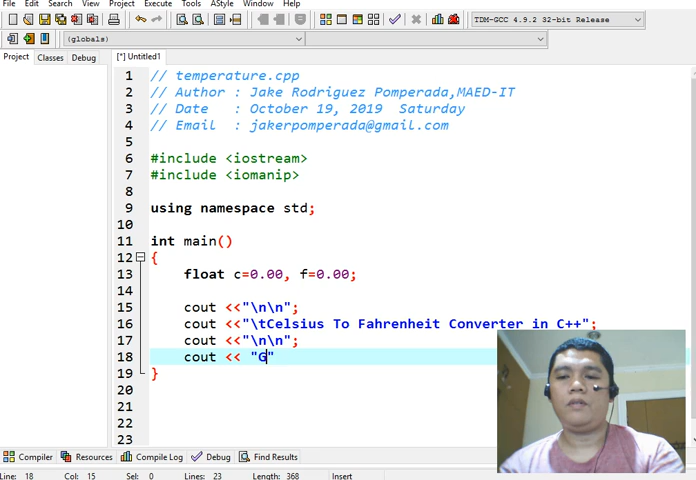 File Edit Search View Project Execute Tools AStyle Window Help
TDM-GCC 4.9.2 32-bit Release
(globals)
Project Classes Debug
[*] Untitled1
1 // temperature.cpp
2 // Author : Jake Rodriguez Pomperada,MAED-IT
3 // Date : October 19, 2019 Saturday
4 // Email : jakerpomperada@gmail.com
5
6 #include <iostream>
7 #include <iomanip>
8
9 using namespace std;
10
11 int main()
12 {
13 float c=0.00, f=0.00;
14
15 cout <<"\n\n";
16 cout <<"\tCelsius To Fahrenheit Converter in C++";
17 cout <<"\n\n";
18 cout << "G"
19 }
20
21
22
23
Compiler Resources Compile Log Debug Find Results
Line: 18 Col: 15 Sel: 0 Lines: 23 Length: 368 Insert